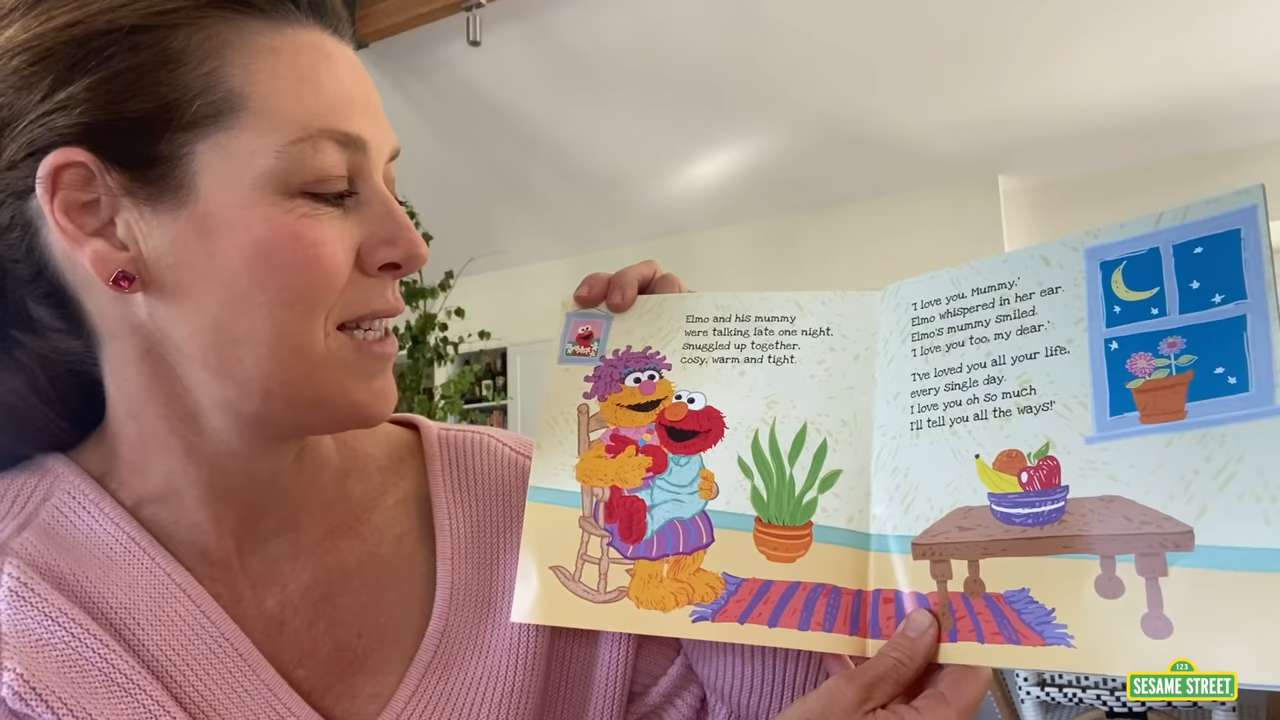 Elmo and his mummy
were talking late one night,
snuggled up together,
cosy, warm and tight.
'I love you, Mummy,'
Elmo whispered in her ear.
Elmo's mummy smiled.
'I love you too, my dear.'
I've loved you all your life,
every single day.
I love you oh so much
I'll tell you all the ways!'
123
SESAME STREET